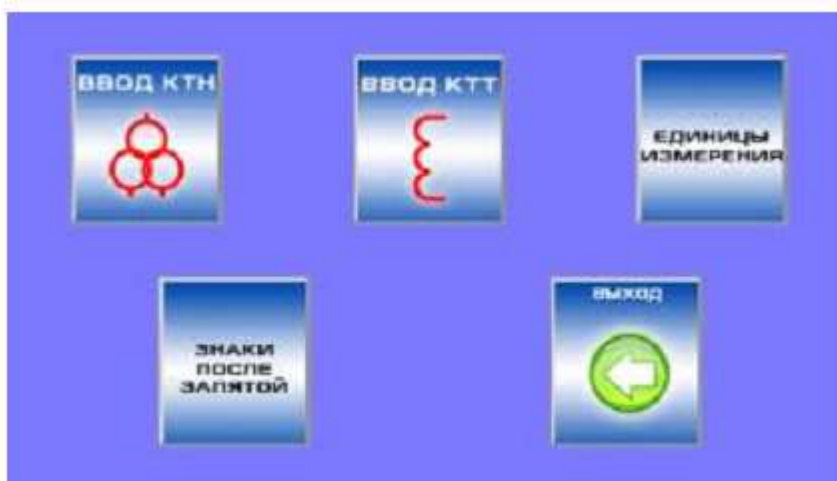 ВВОД КТН
ВВОД КТТ
ЕДИНИЦЫ
ИЗМЕРЕНИЯ
ЗНАКИ
ПОСЛЕ
ЗАПЯТОЙ
ВЫХОД